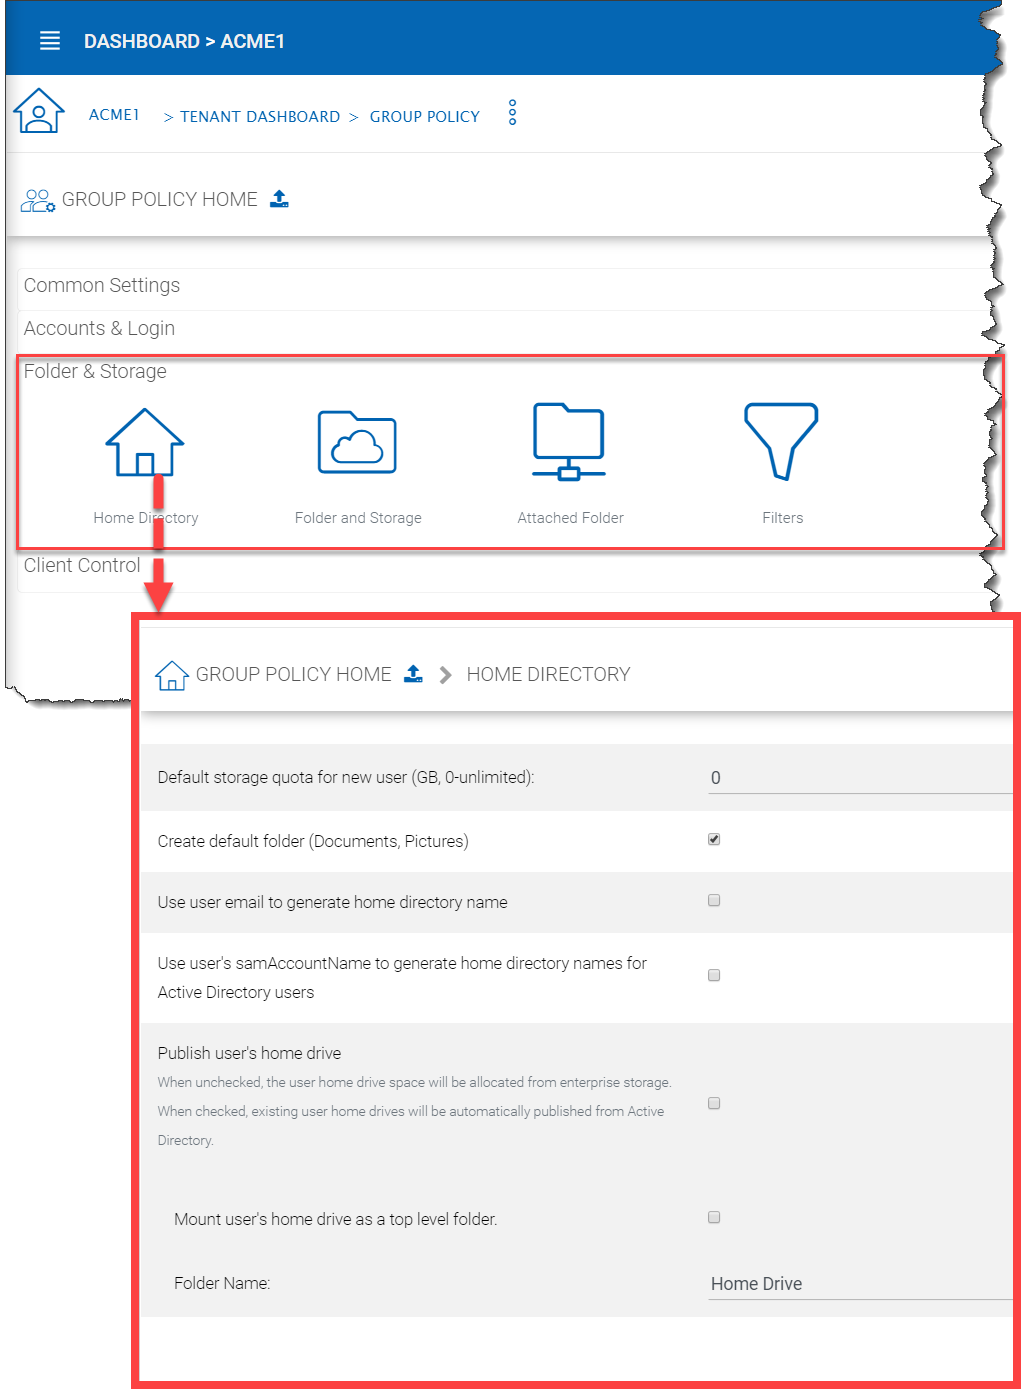 DASHBOARD > ACME1
ACME1 > TENANT DASHBOARD > GROUP POLICY
GROUP POLICY HOME
Common Settings
Accounts & Login
Folder & Storage
Home Directory Folder and Storage Attached Folder Filters
Client Control
GROUP POLICY HOME HOME DIRECTORY
Default storage quota for new user (GB, 0-unlimited): 0
Create default folder (Documents, Pictures)
Use user email to generate home directory name
Use user's samAccountName to generate home directory names for
Active Directory users
Publish user's home drive
When unchecked, the user home drive space will be allocated from enterprise storage.
When checked, existing user home drives will be automatically published from Active
Directory.
Mount user's home drive as a top level folder.
Folder Name: Home Drive